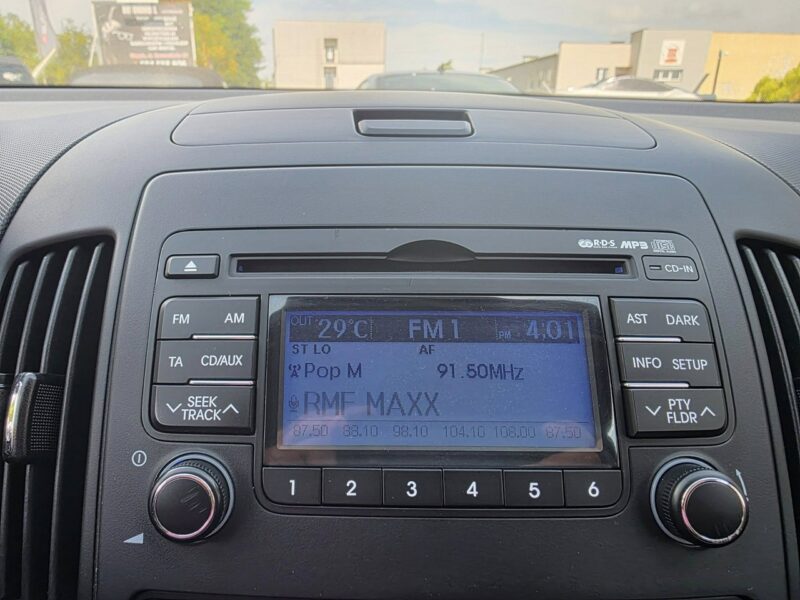 R·D·S MP3
CD-IN
FM AM
TA CD/AUX
SEEK
TRACK
OUT 29°C FM 1 PM 4:01
ST LO AF
Pop M 91.50MHz
RMF MAXX
87.50 88.10 98.10 104.10 108.00 87.50
AST DARK
INFO SETUP
PTY
FLDR
1 2 3 4 5 6